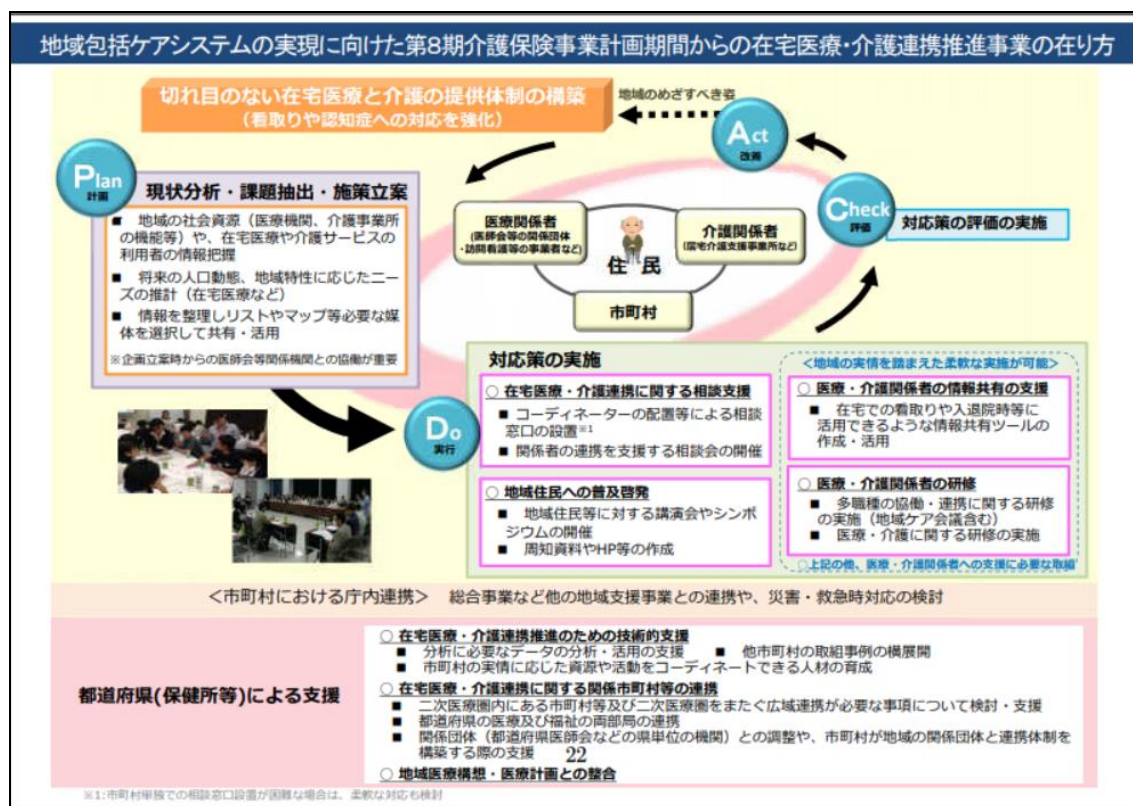 地域包括ケアシステムの実現に向けた第8期介護保険事業計画期間からの在宅医療・介護連携推進事業の在り方
切れ目のない在宅医療と介護の提供体制の構築
（看取りや認知症への対応を強化）
地域のめざすべき姿
Act
改善
Plan
計画
現状分析・課題抽出・施策立案
■ 地域の社会資源（医療機関、介護事業所
の機能等）や、在宅医療や介護サービスの
利用者の情報把握
■ 将来の人口動態、地域特性に応じたニー
ズの推計（在宅医療など）
■ 情報を整理しリストやマップ等必要な媒
体を選択して共有・活用
※企画立案時からの医師会等関係機関との協働が重要
医療関係者
(医師会等の関係団体
・訪問看護等の事業者など)
介護関係者
(居宅介護支援事業所など)
住民
市町村
Check
評価
対応策の評価の実施
Do
実行
対応策の実施
○ 在宅医療・介護連携に関する相談支援
■ コーディネーターの配置等による相談
窓口の設置※1
■ 関係者の連携を支援する相談会の開催
○ 地域住民への普及啓発
■ 地域住民等に対する講演会やシンポ
ジウムの開催
■ 周知資料やHP等の作成
<地域の実情を踏まえた柔軟な実施が可能>
○ 医療・介護関係者の情報共有の支援
■ 在宅での看取りや入退院時等に
活用できるような情報共有ツールの
作成・活用
○ 医療・介護関係者の研修
■ 多職種の協働・連携に関する研修
の実施（地域ケア会議含む）
■ 医療・介護に関する研修の実施
○上記の他、医療・介護関係者への支援に必要な取組
＜市町村における庁内連携＞ 総合事業など他の地域支援事業との連携や、災害・救急時対応の検討
都道府県(保健所等)による支援
○ 在宅医療・介護連携推進のための技術的支援
■ 分析に必要なデータの分析・活用の支援 ■ 他市町村の取組事例の横展開
■ 市町村の実情に応じた資源や活動をコーディネートできる人材の育成
○ 在宅医療・介護連携に関する関係市町村等の連携
■ 二次医療圏内にある市町村等及び二次医療圏をまたぐ広域連携が必要な事項について検討・支援
■ 都道府県の医療及び福祉の両部局の連携
■ 関係団体（都道府県医師会などの県単位の機関）との調整や、市町村が地域の関係団体と連携体制を
構築する際の支援
22
○ 地域医療構想・医療計画との整合
※1:市町村単独での相談窓口設置が困難な場合は、柔軟な対応も検討